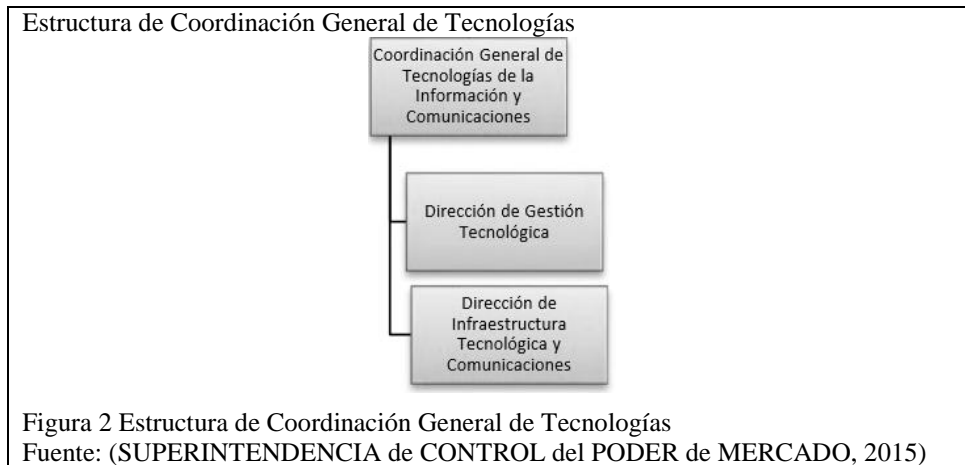 Estructura de Coordinación General de Tecnologías
Coordinación General de
Tecnologías de la
Información y
Comunicaciones
Dirección de Gestión
Tecnológica
Dirección de
Infraestructura
Tecnológica y
Comunicaciones
Figura 2 Estructura de Coordinación General de Tecnologías
Fuente: (SUPERINTENDENCIA de CONTROL del PODER de MERCADO, 2015)